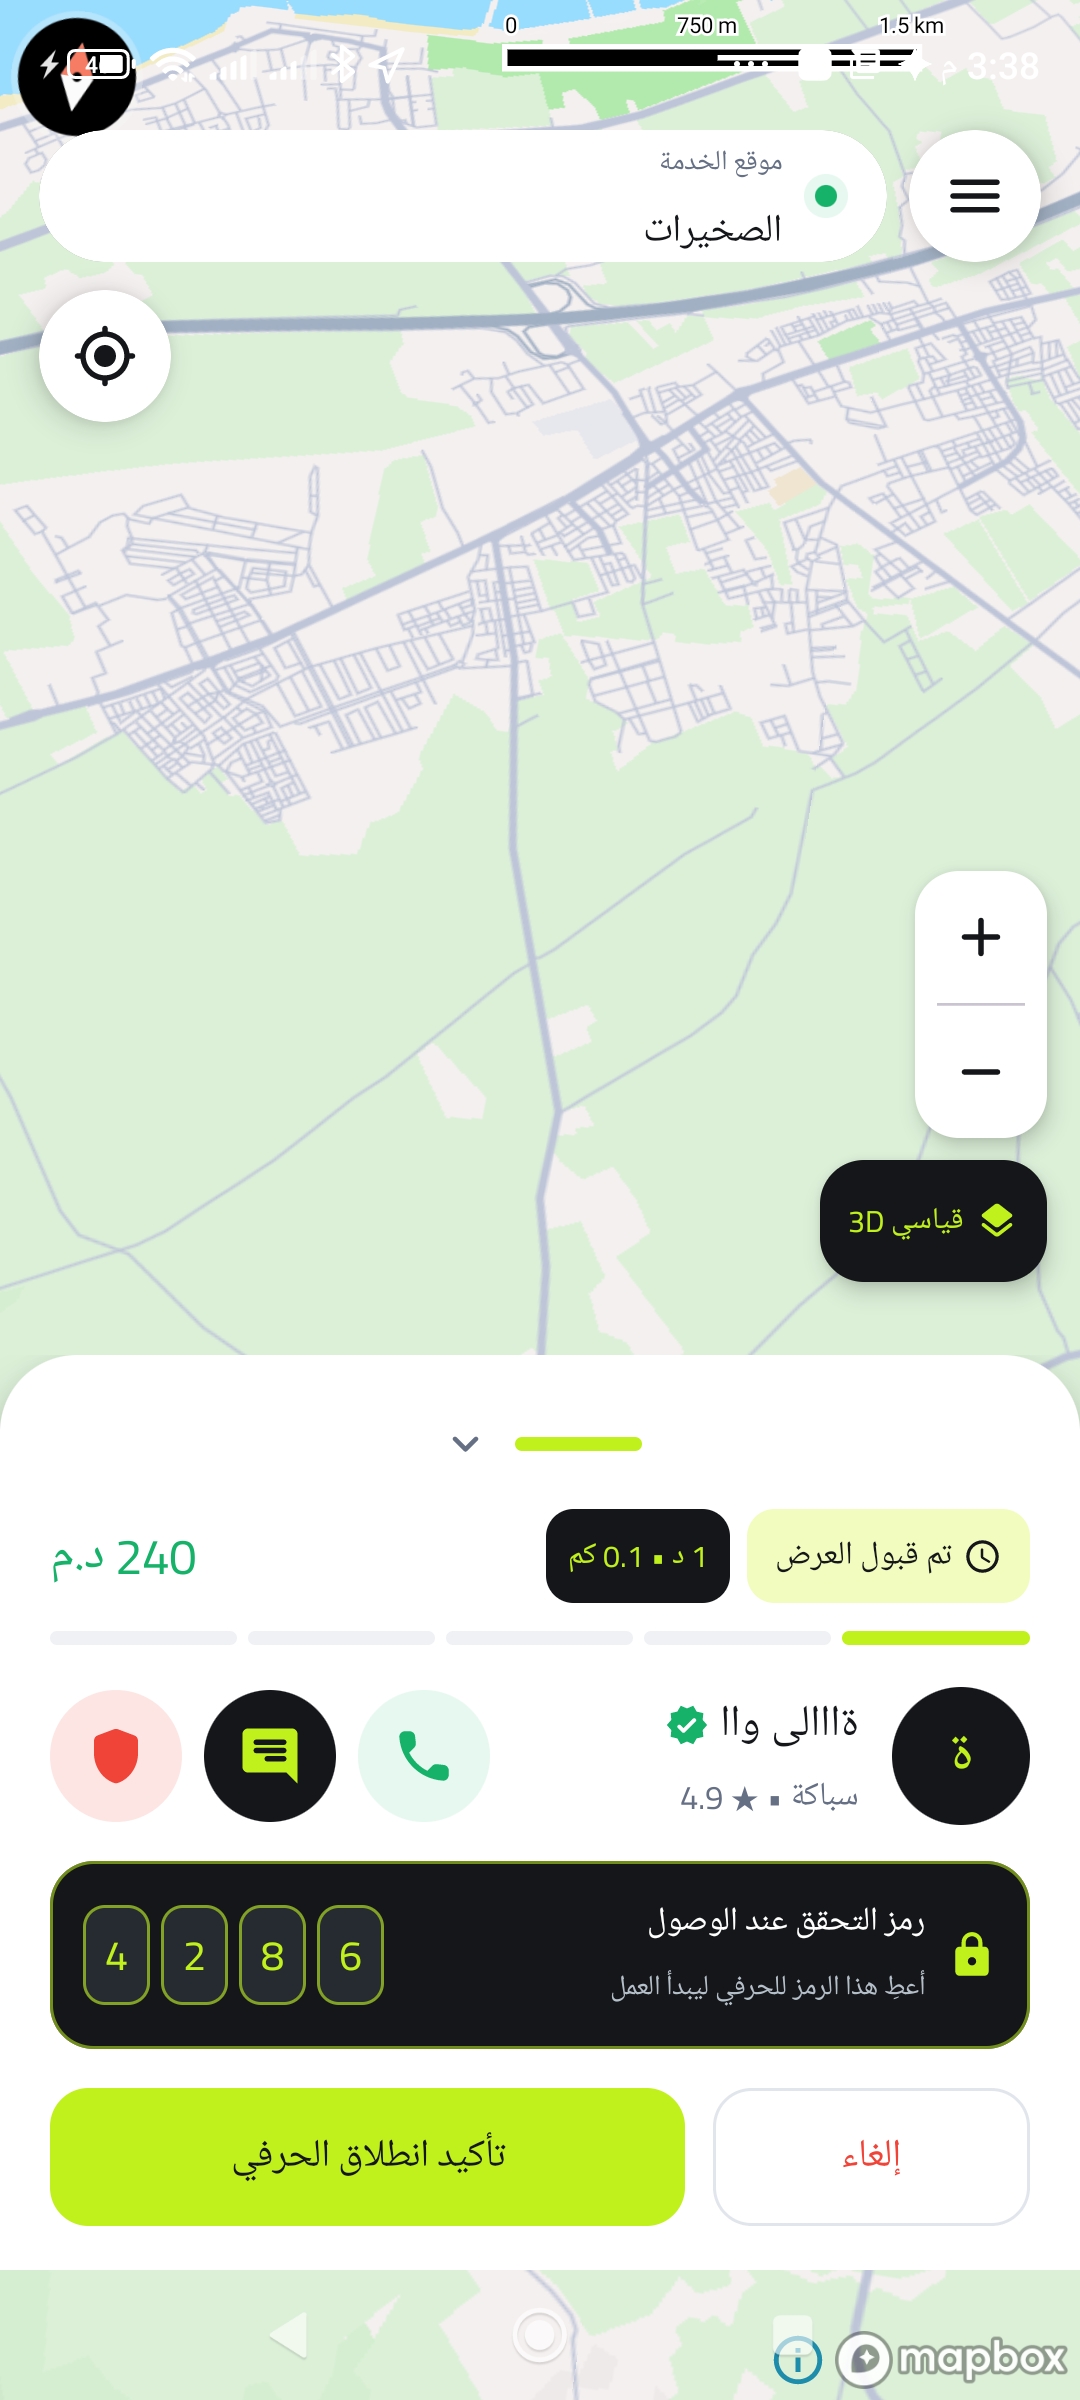 0 750 m 1.5 km
3:38 م
موقع الخدمة
الصخيرات
قياسي 3D
تم قبول العرض
1 د ▪ 0.1 كم
240 د.م
ةاااالى واا
سباكة ▪ ★ 4.9
ة
رمز التحقق عند الوصول
أعطِ هذا الرمز للحرفي ليبدأ العمل
4 2 8 6
إلغاء
تأكيد انطلاق الحرفي
mapbox